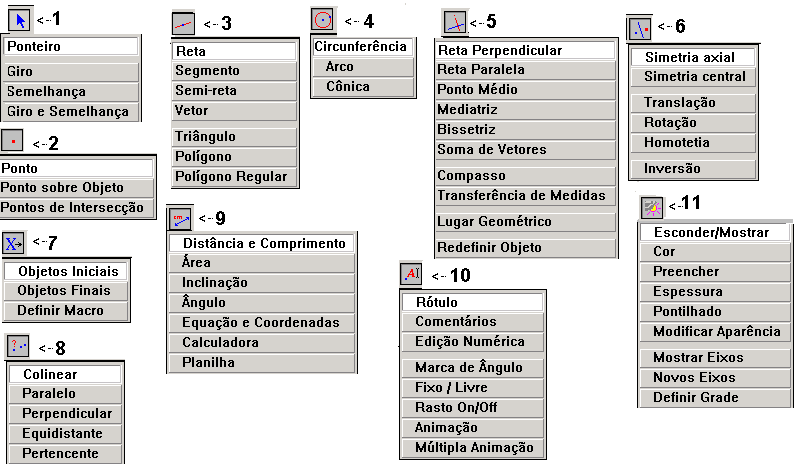 <--1
Ponteiro
Giro
Semelhança
Giro e Semelhança
<--2
Ponto
Ponto sobre Objeto
Pontos de Intersecção
<--3
Reta
Segmento
Semi-reta
Vetor
Triângulo
Polígono
Polígono Regular
<--4
Circunferência
Arco
Cônica
<--5
Reta Perpendicular
Reta Paralela
Ponto Médio
Mediatriz
Bissetriz
Soma de Vetores
Compasso
Transferência de Medidas
Lugar Geométrico
Redefinir Objeto
<--6
Simetria axial
Simetria central
Translação
Rotação
Homotetia
Inversão
X
<--7
Objetos Iniciais
Objetos Finais
Definir Macro
?
<--8
Colinear
Paralelo
Perpendicular
Equidistante
Pertencente
cm
<--9
Distância e Comprimento
Área
Inclinação
Ângulo
Equação e Coordenadas
Calculadora
Planilha
A
<--10
Rótulo
Comentários
Edição Numérica
Marca de Ângulo
Fixo / Livre
Rasto On/Off
Animação
Múltipla Animação
<--11
Esconder/Mostrar
Cor
Preencher
Espessura
Pontilhado
Modificar Aparência
Mostrar Eixos
Novos Eixos
Definir Grade